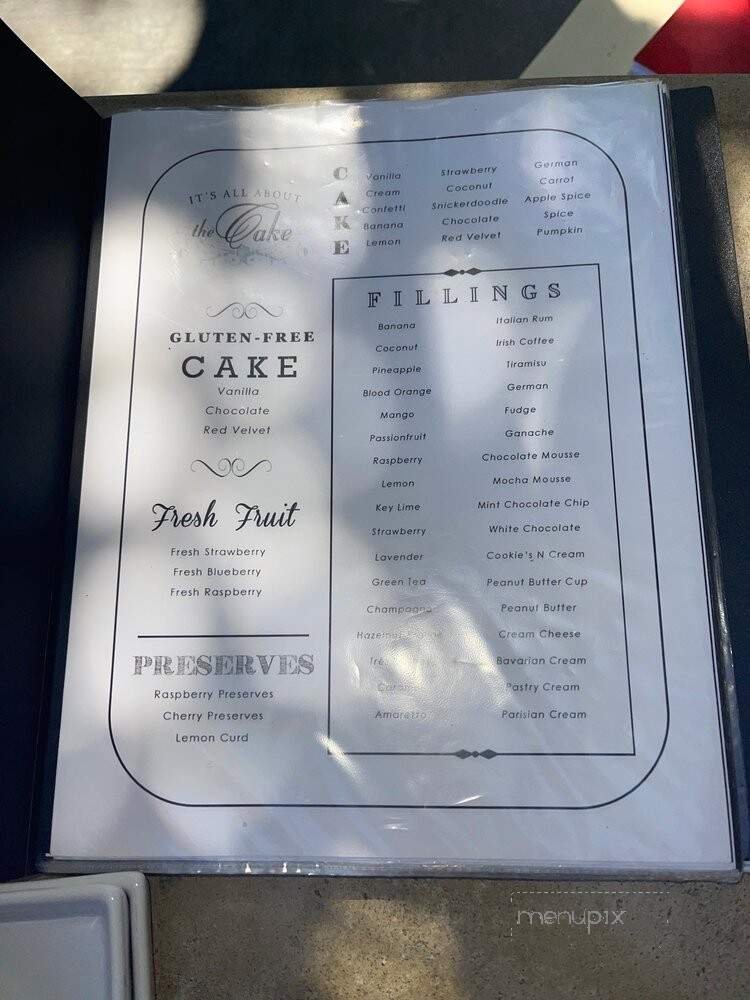 IT'S ALL ABOUT
the Cake
CAKE
Vanilla
Cream
Confetti
Banana
Lemon
Strawberry
Coconut
Snickerdoodle
Chocolate
Red Velvet
German
Carrot
Apple Spice
Spice
Pumpkin
GLUTEN-FREE
CAKE
Vanilla
Chocolate
Red Velvet
Fresh Fruit
Fresh Strawberry
Fresh Blueberry
Fresh Raspberry
PRESERVES
Raspberry Preserves
Cherry Preserves
Lemon Curd
FILLINGS
Banana
Coconut
Pineapple
Blood Orange
Mango
Passionfruit
Raspberry
Lemon
Key Lime
Strawberry
Lavender
Green Tea
Champagne
Hazelnut
Amaretto
Italian Rum
Irish Coffee
Tiramisu
German
Fudge
Ganache
Chocolate Mousse
Mocha Mousse
Mint Chocolate Chip
White Chocolate
Cookie's N Cream
Peanut Butter Cup
Peanut Butter
Cream Cheese
Bavarian Cream
Pastry Cream
Parisian Cream
menupix